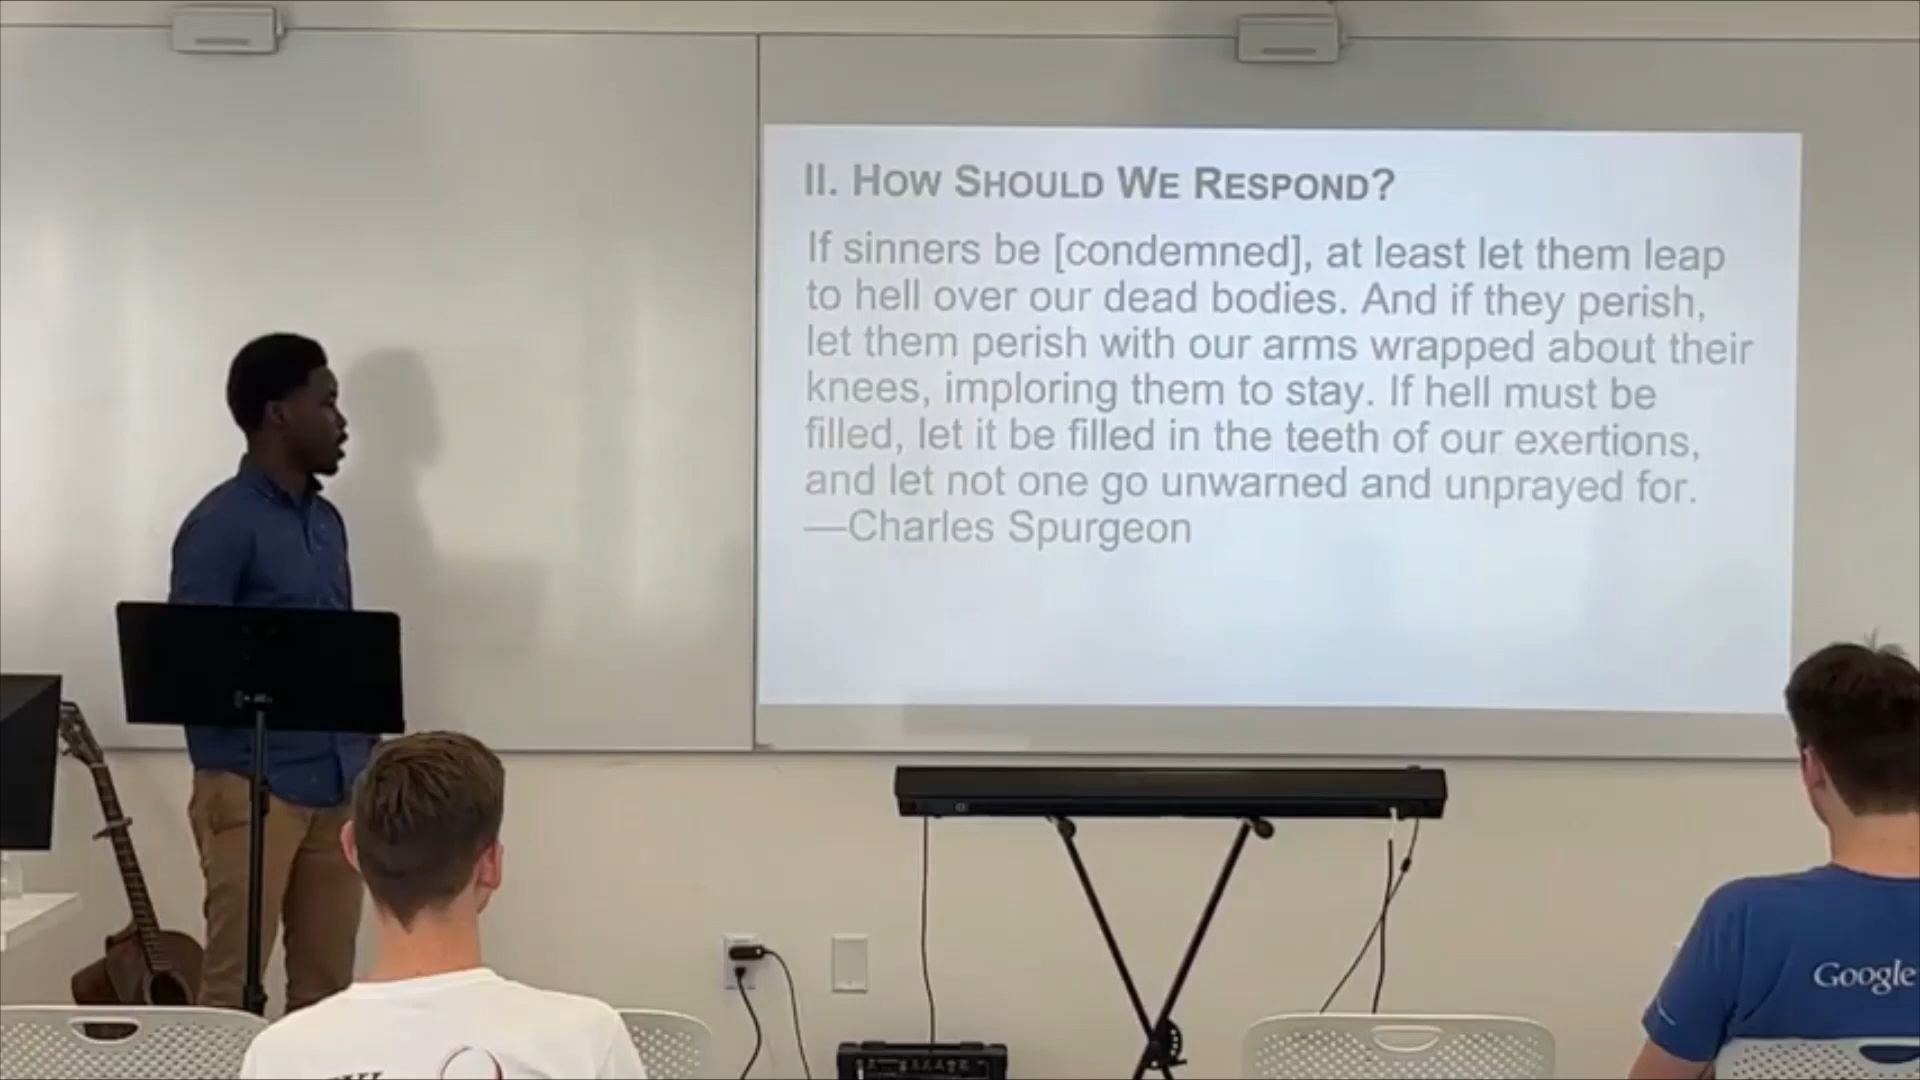 II. HOW SHOULD WE RESPOND?
If sinners be [condemned], at least let them leap
to hell over our dead bodies. And if they perish,
let them perish with our arms wrapped about their
knees, imploring them to stay. If hell must be
filled, let it be filled in the teeth of our exertions,
and let not one go unwarned and unprayed for.
—Charles Spurgeon
Google